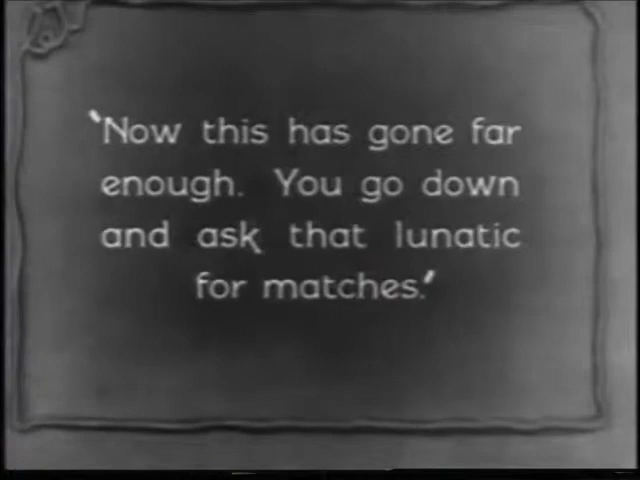 'Now this has gone far
enough. You go down
and ask that lunatic
for matches.'